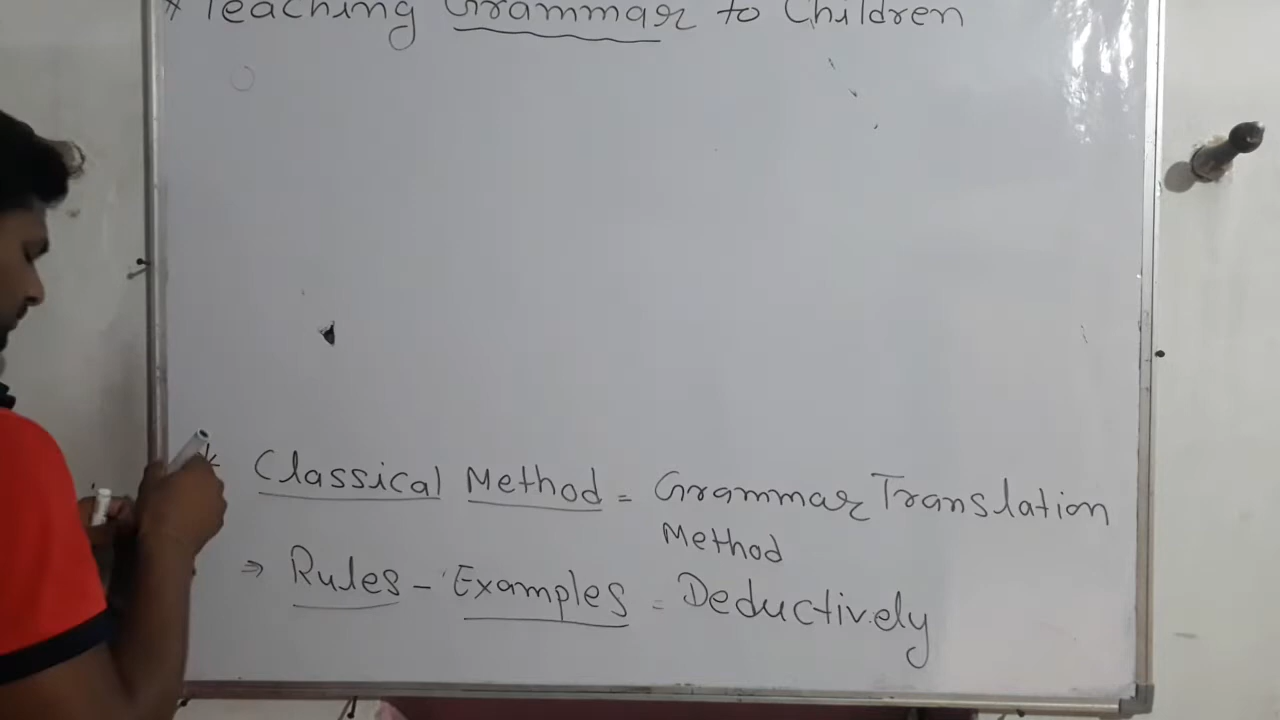 * Teaching Grammar to Children
* Classical Method = Grammar Translation
Method
⇒ Rules - Examples = Deductively